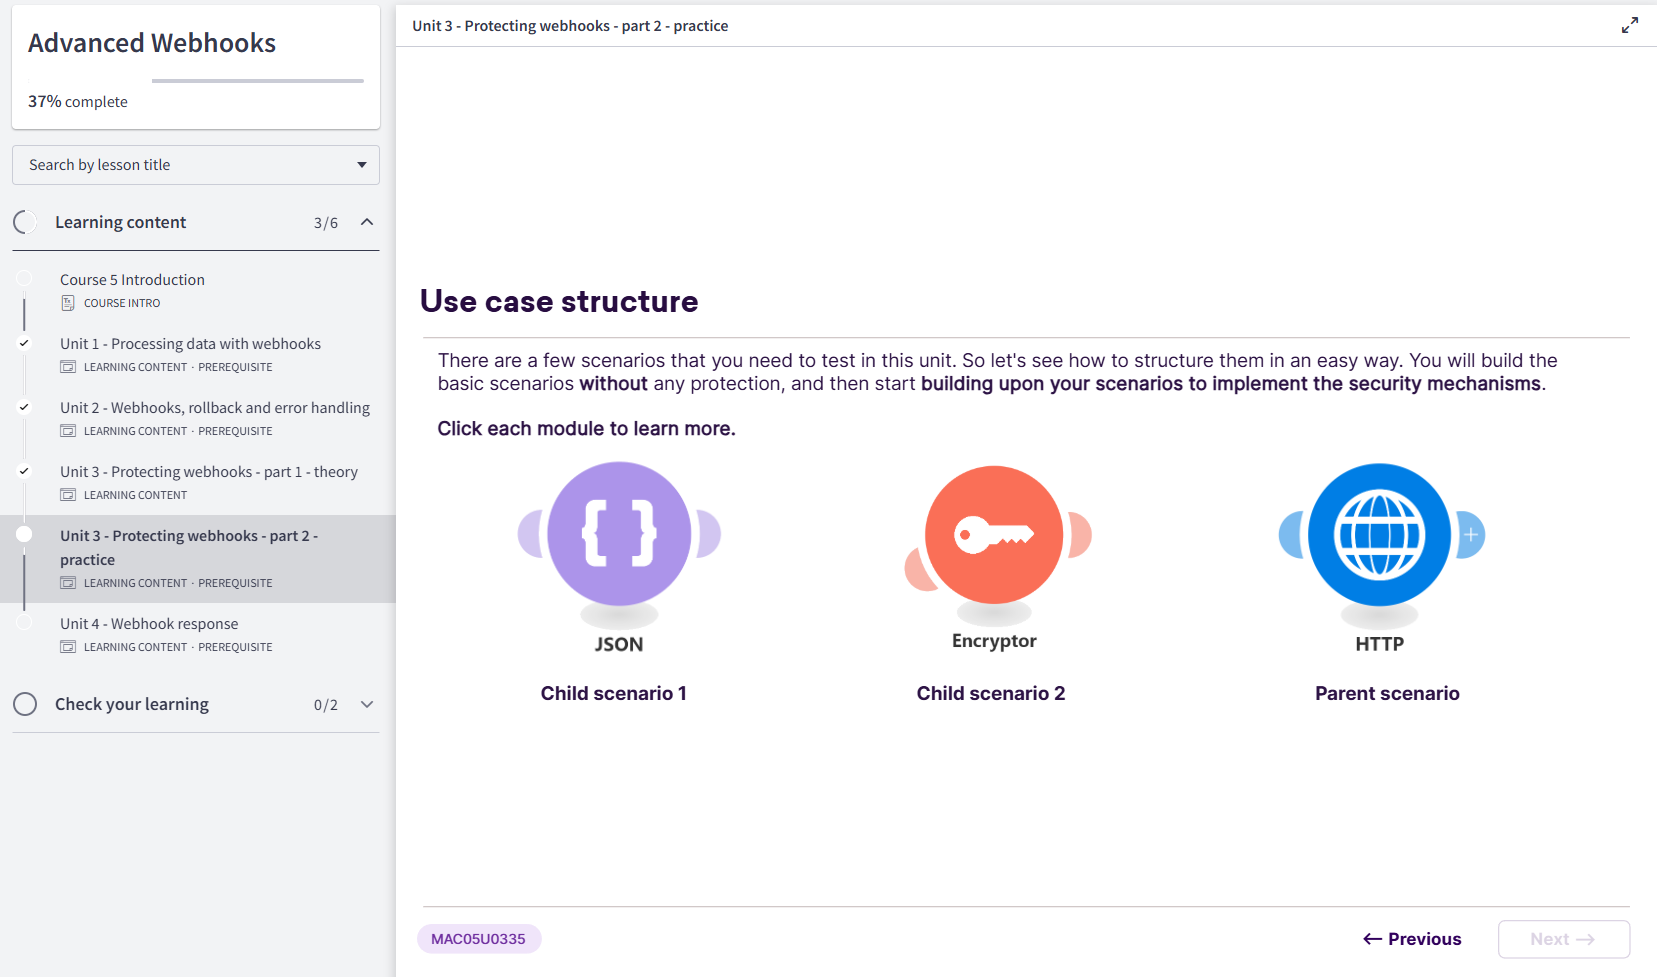 Advanced Webhooks
37% complete
Search by lesson title
Learning content 3/6
Course 5 Introduction
COURSE INTRO
Unit 1 - Processing data with webhooks
LEARNING CONTENT · PREREQUISITE
Unit 2 - Webhooks, rollback and error handling
LEARNING CONTENT · PREREQUISITE
Unit 3 - Protecting webhooks - part 1 - theory
LEARNING CONTENT
Unit 3 - Protecting webhooks - part 2 -
practice
LEARNING CONTENT · PREREQUISITE
Unit 4 - Webhook response
LEARNING CONTENT · PREREQUISITE
Check your learning 0/2
Unit 3 - Protecting webhooks - part 2 - practice
Use case structure
There are a few scenarios that you need to test in this unit. So let's see how to structure them in an easy way. You will build the
basic scenarios without any protection, and then start building upon your scenarios to implement the security mechanisms.
Click each module to learn more.
JSON
Child scenario 1
Encryptor
Child scenario 2
HTTP
Parent scenario
MAC05U0335
← Previous
Next →